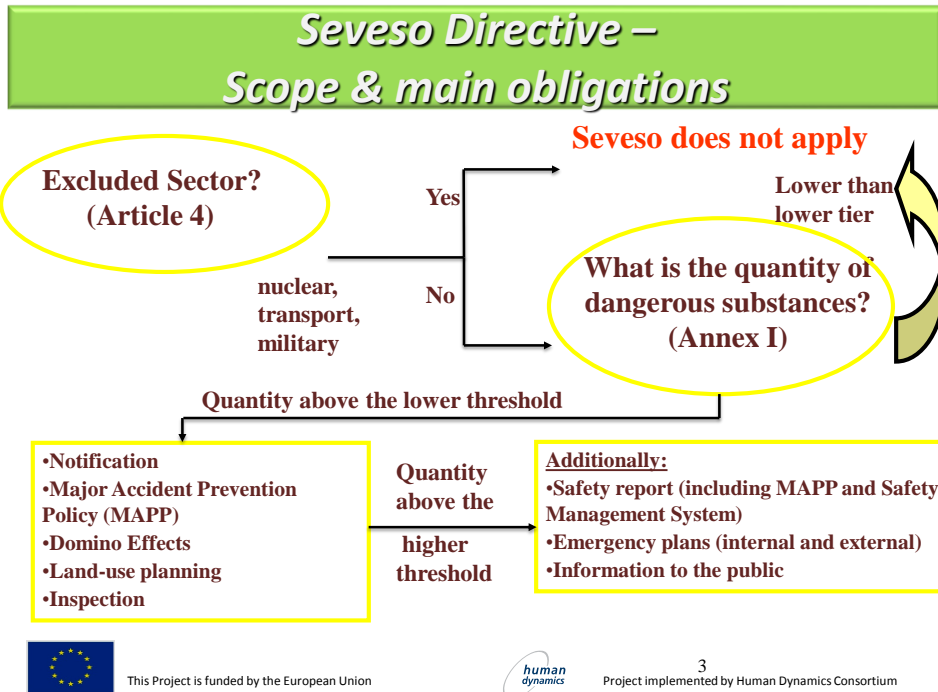 Seveso Directive –
Scope & main obligations
Seveso does not apply
Excluded Sector?
(Article 4)
Yes
Lower than
lower tier
nuclear,
transport,
military
No
What is the quantity of
dangerous substances?
(Annex I)
Quantity above the lower threshold
•Notification
•Major Accident Prevention
Policy (MAPP)
•Domino Effects
•Land-use planning
•Inspection
Quantity
above the
higher
threshold
Additionally:
•Safety report (including MAPP and Safety
Management System)
•Emergency plans (internal and external)
•Information to the public
This Project is funded by the European Union
human
dynamics
3
Project implemented by Human Dynamics Consortium